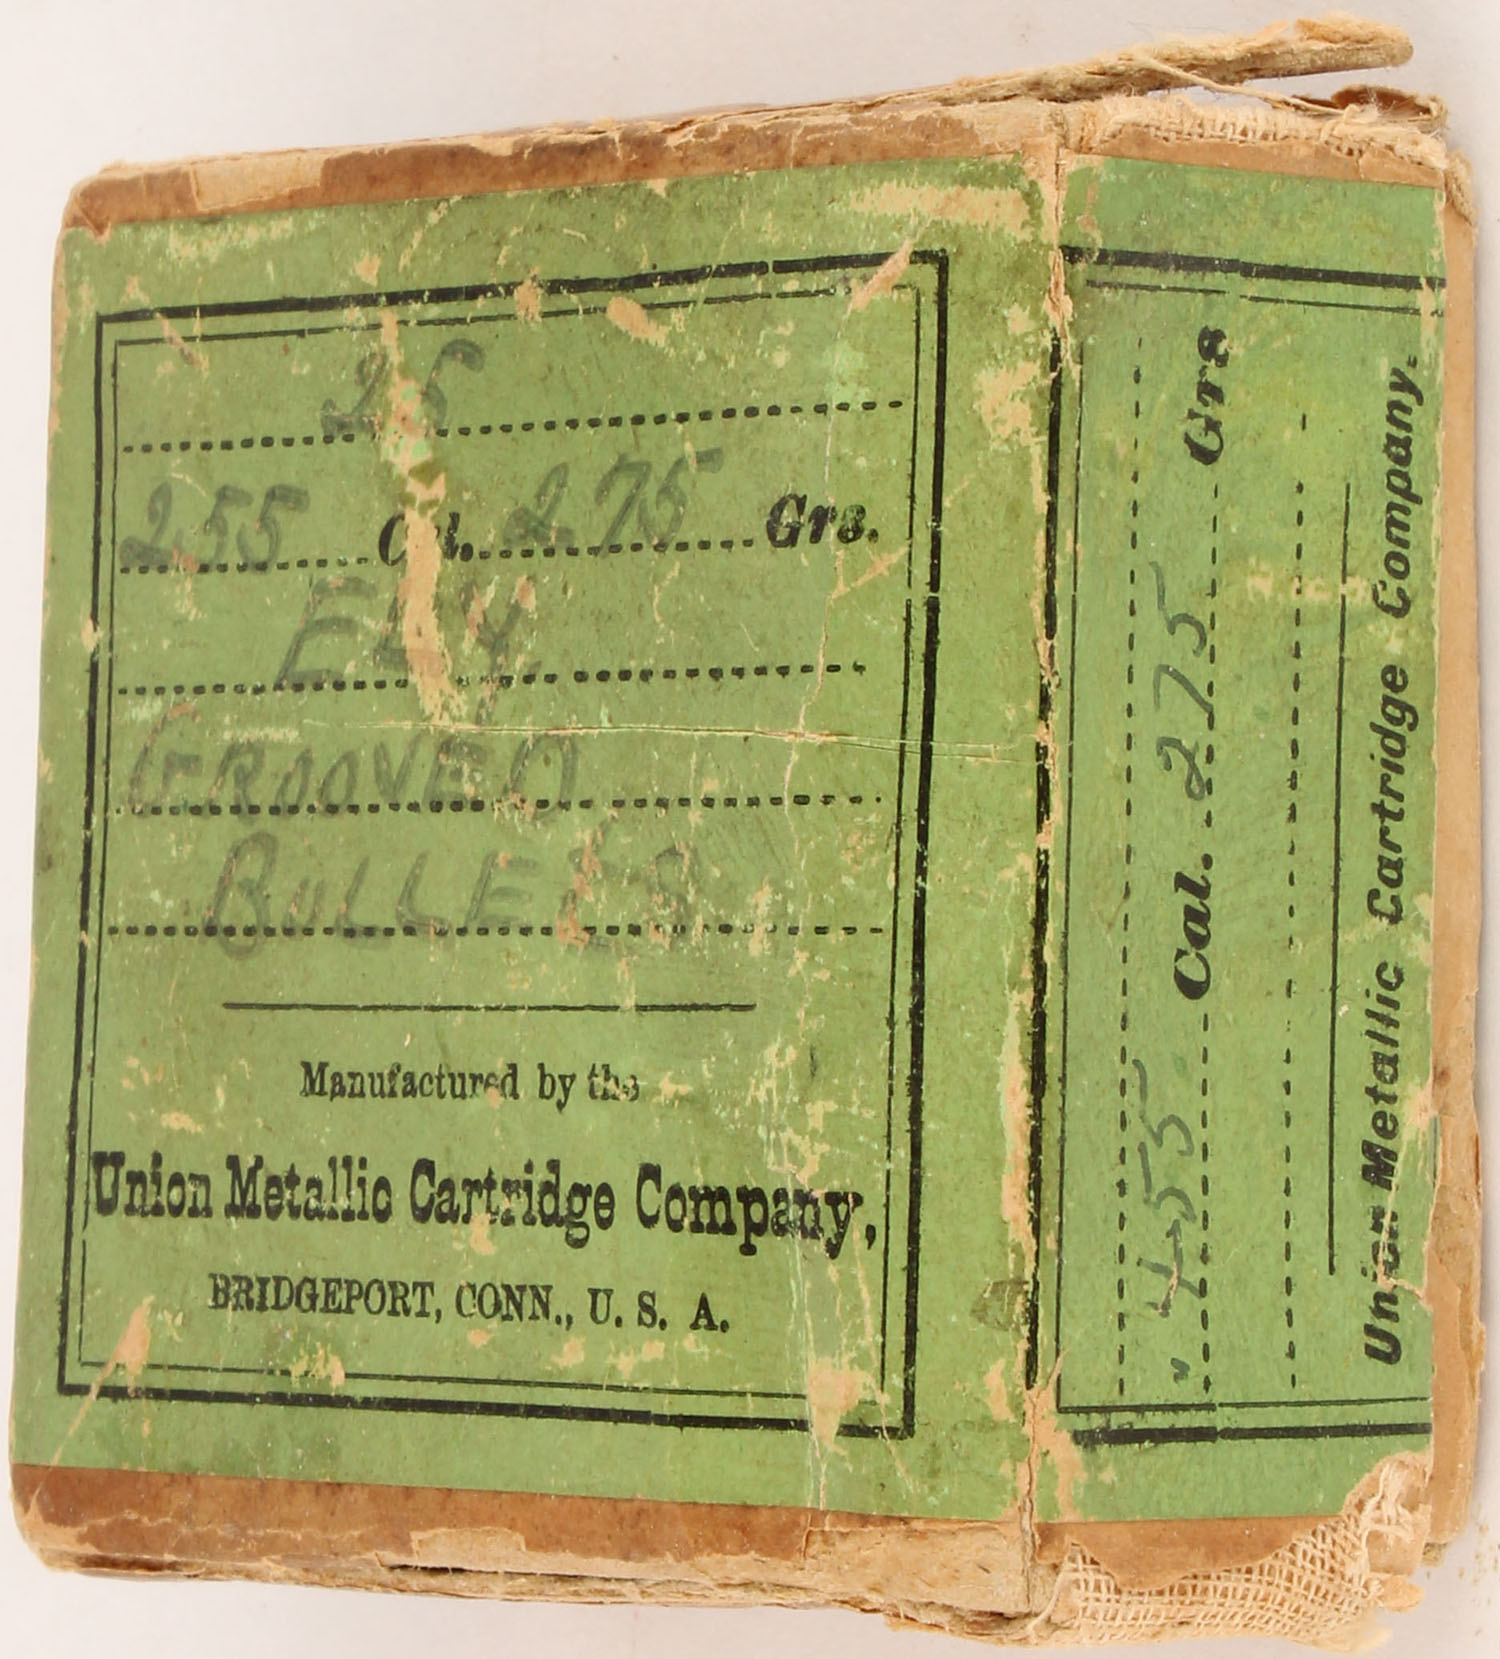 25
255 Cal. 275 Grs.
ELY
GROOVED
BULLETS
Manufactured by the
Union Metallic Cartridge Company,
BRIDGEPORT, CONN., U. S. A.
" 455 Cal. 275 Grs
Union Metallic Cartridge Company.